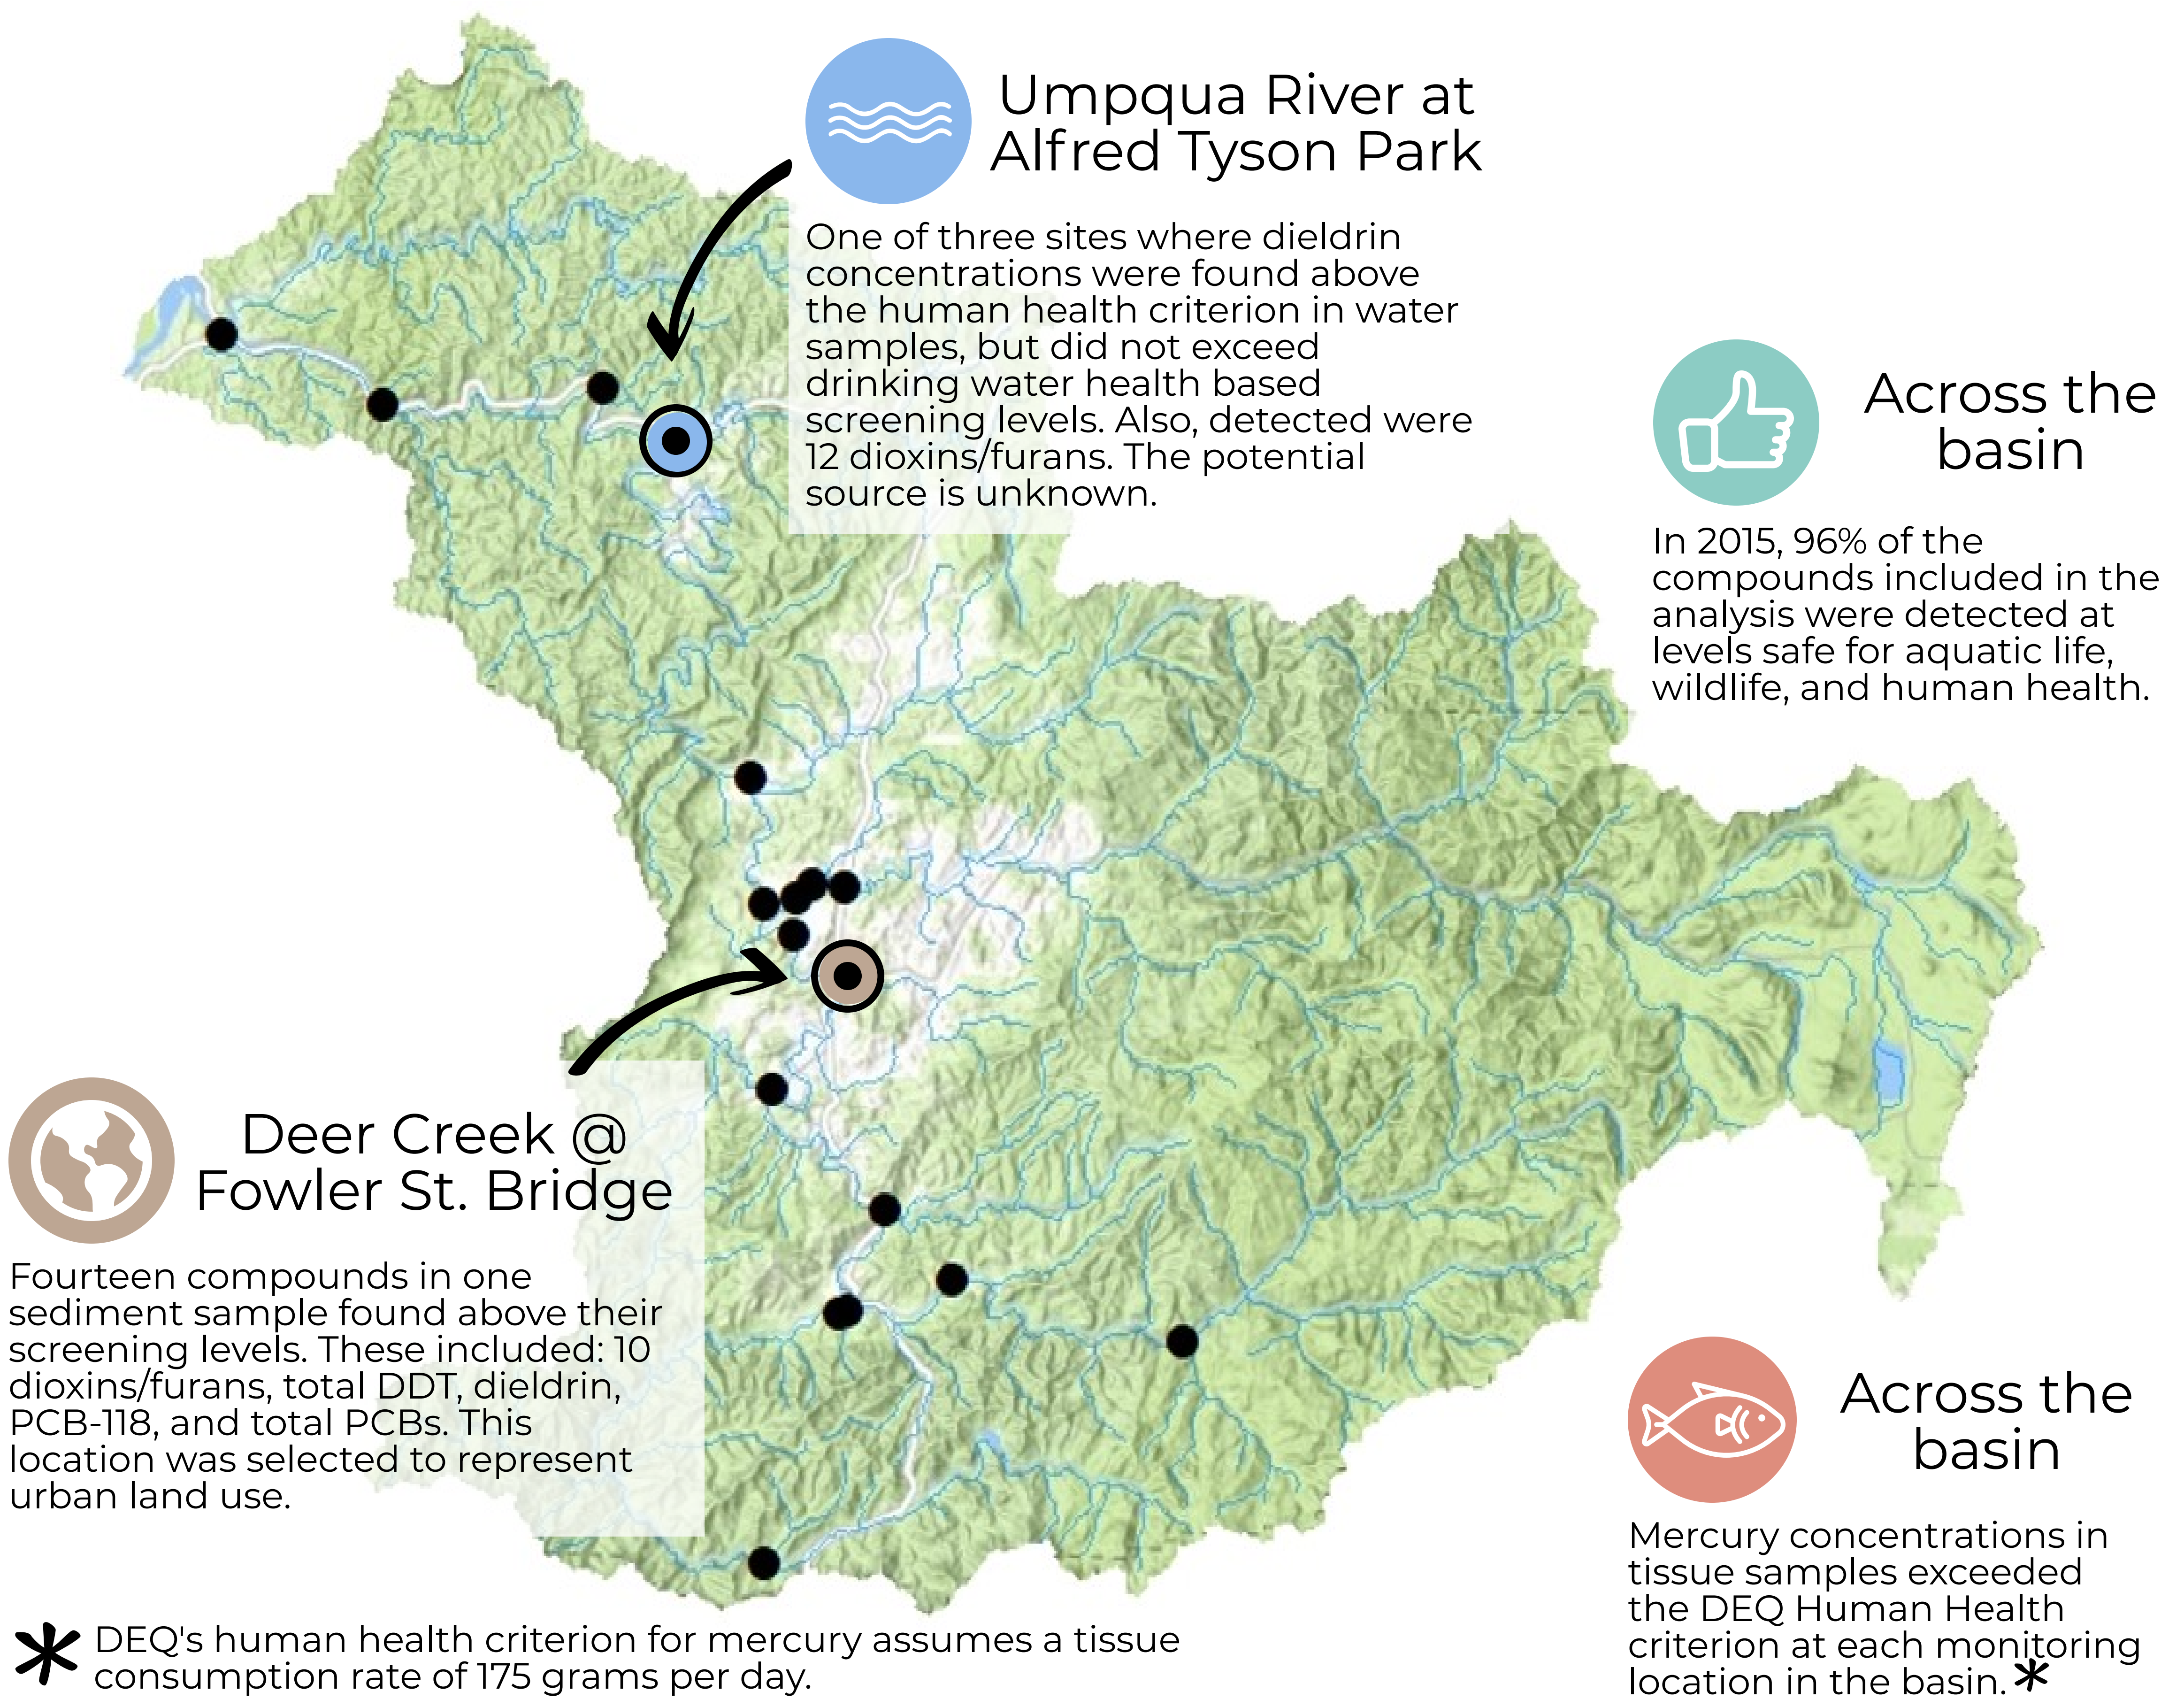 Umpqua River at
Alfred Tyson Park
One of three sites where dieldrin
concentrations were found above
the human health criterion in water
samples, but did not exceed
drinking water health based
screening levels. Also, detected were
12 dioxins/furans. The potential
source is unknown.
Across the
basin
In 2015, 96% of the
compounds included in the
analysis were detected at
levels safe for aquatic life,
wildlife, and human health.
Deer Creek @
Fowler St. Bridge
Fourteen compounds in one
sediment sample found above their
screening levels. These included: 10
dioxins/furans, total DDT, dieldrin,
PCB-118, and total PCBs. This
location was selected to represent
urban land use.
Across the
basin
Mercury concentrations in
tissue samples exceeded
the DEQ Human Health
criterion at each monitoring
location in the basin.*
* DEQ's human health criterion for mercury assumes a tissue
consumption rate of 175 grams per day.